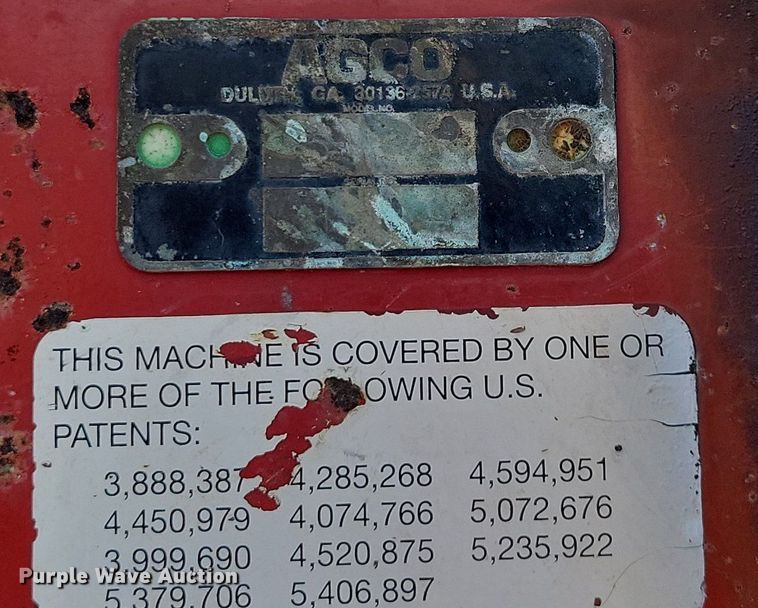 AGCO
DULUTH, GA. 30136-2574 U.S.A.
MODEL NO.
THIS MACHINE IS COVERED BY ONE OR
MORE OF THE FOLLOWING U.S.
PATENTS:
3,888,387 4,285,268 4,594,951
4,450,979 4,074,766 5,072,676
3,999,690 4,520,875 5,235,922
5,379,706 5,406,897
Purple Wave Auction